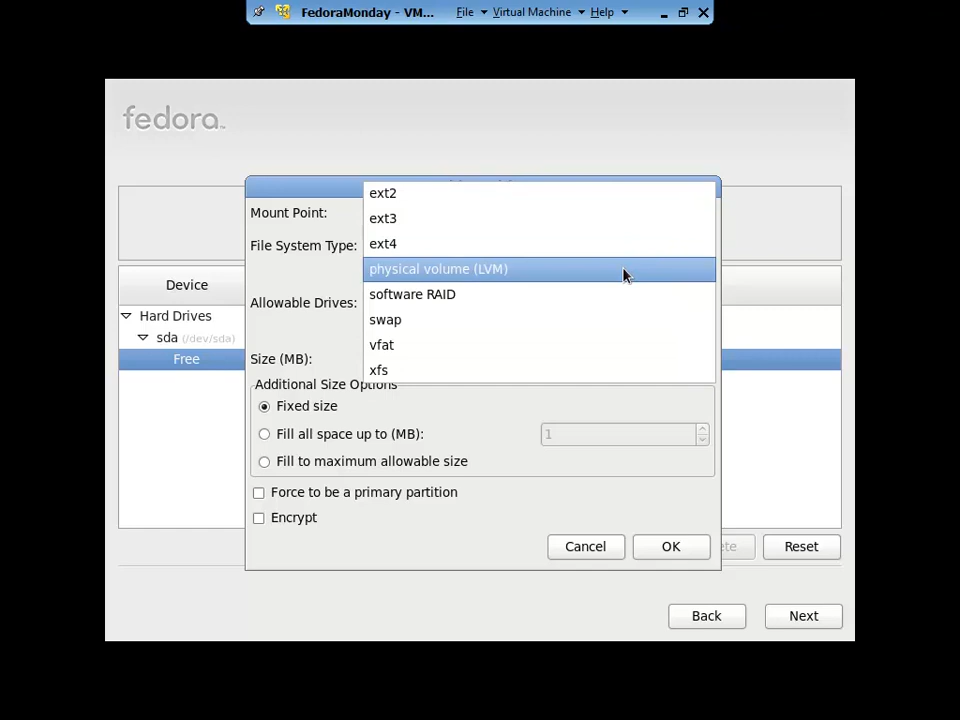 FedoraMonday - VM... File Virtual Machine Help
fedora™
ext2
Mount Point:
ext3
File System Type:
ext4
physical volume (LVM)
Device
software RAID
Allowable Drives:
Hard Drives
swap
sda (/dev/sda)
vfat
Free
Size (MB):
xfs
Additional Size Options
Fixed size
Fill all space up to (MB):
1
Fill to maximum allowable size
Force to be a primary partition
Encrypt
Cancel
OK
Reset
Back
Next